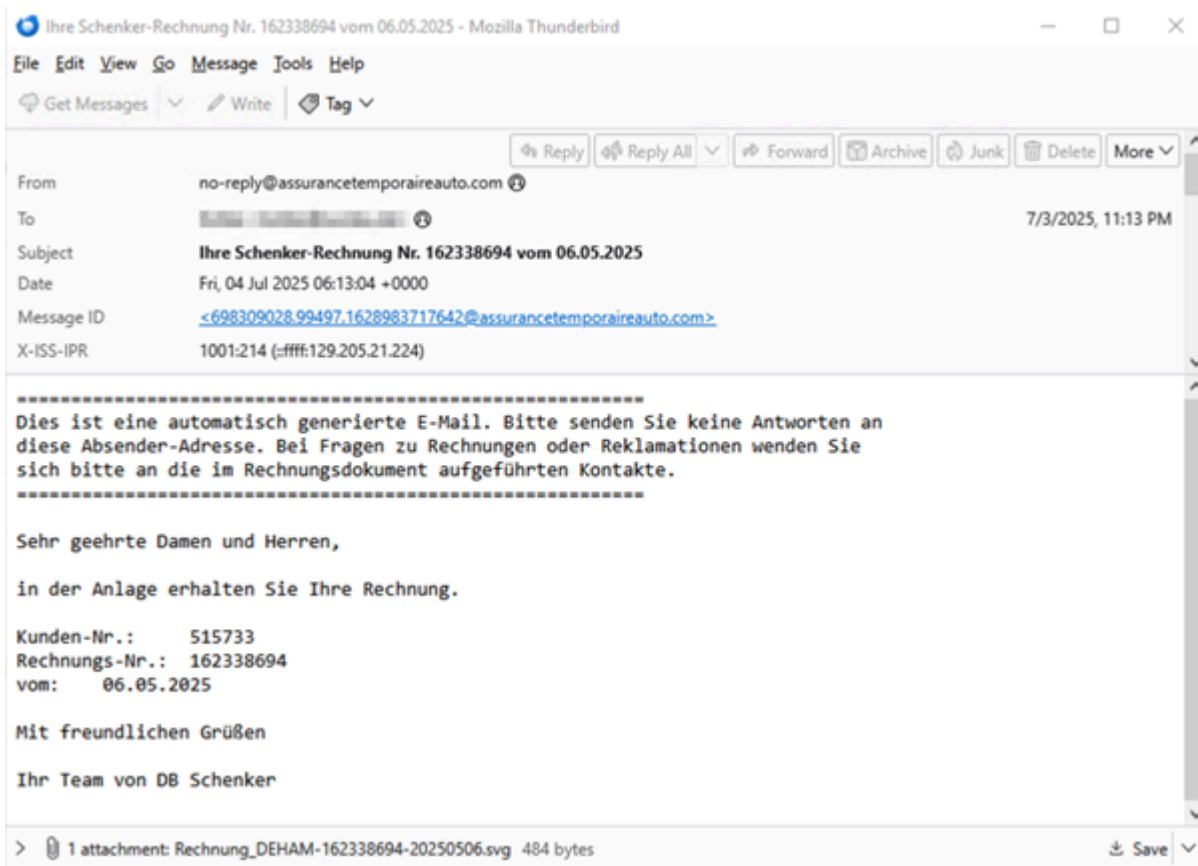 Ihre Schenker-Rechnung Nr. 162338694 vom 06.05.2025 - Mozilla Thunderbird
File Edit View Go Message Tools Help
Get Messages Write Tag
Reply Reply All Forward Archive Junk Delete More
From no-reply@assurancetemporaireauto.com
To 7/3/2025, 11:13 PM
Subject Ihre Schenker-Rechnung Nr. 162338694 vom 06.05.2025
Date Fri, 04 Jul 2025 06:13:04 +0000
Message ID <698309028.99497.1628983717642@assurancetemporaireauto.com>
X-ISS-IPR 1001:214 (::ffff:129.205.21.224)
==========================================================
Dies ist eine automatisch generierte E-Mail. Bitte senden Sie keine Antworten an
diese Absender-Adresse. Bei Fragen zu Rechnungen oder Reklamationen wenden Sie
sich bitte an die im Rechnungsdokument aufgeführten Kontakte.
==========================================================
Sehr geehrte Damen und Herren,
in der Anlage erhalten Sie Ihre Rechnung.
Kunden-Nr.: 515733
Rechnungs-Nr.: 162338694
vom: 06.05.2025
Mit freundlichen Grüßen
Ihr Team von DB Schenker
1 attachment: Rechnung_DEHAM-162338694-20250506.svg 484 bytes Save